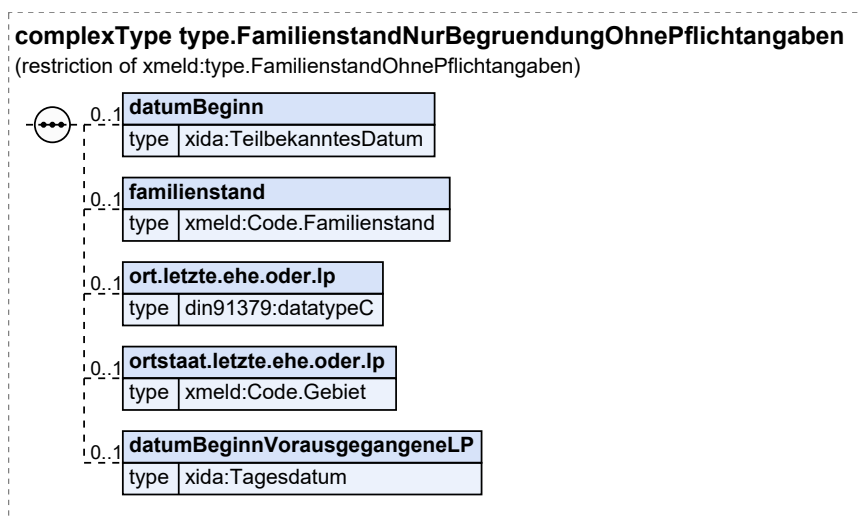 complexType type.FamilienstandNurBegruendungOhnePflichtangaben
(restriction of xmeld:type.FamilienstandOhnePflichtangaben)
0..1 datumBeginn
type xida:TeilbekanntesDatum
0..1 familienstand
type xmeld:Code.Familienstand
0..1 ort.letzte.ehe.oder.lp
type din91379:datatypeC
0..1 ortstaat.letzte.ehe.oder.lp
type xmeld:Code.Gebiet
0..1 datumBeginnVorausgegangeneLP
type xida:Tagesdatum